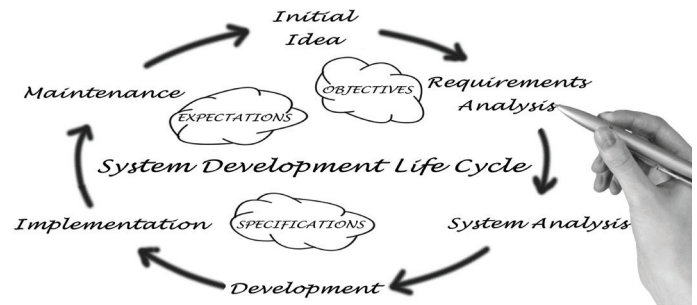 Initial
Idea
Maintenance
EXPECTATIONS
OBJECTIVES
Requirements
Analysis
System Development Life Cycle
Implementation
SPECIFICATIONS
System Analysis
Development